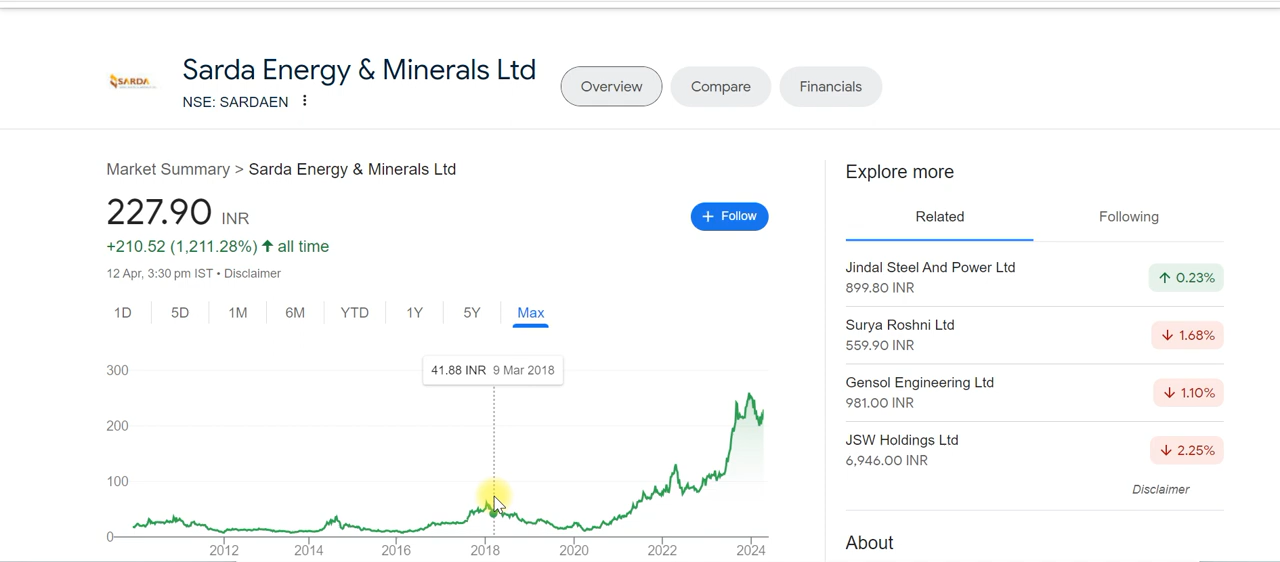 SARDA
Sarda Energy & Minerals Ltd
NSE: SARDAEN
Overview
Compare
Financials
Market Summary > Sarda Energy & Minerals Ltd
227.90 INR
+ Follow
+210.52 (1,211.28%) ↑ all time
12 Apr, 3:30 pm IST • Disclaimer
1D 5D 1M 6M YTD 1Y 5Y Max
41.88 INR 9 Mar 2018
300
200
100
0
2012 2014 2016 2018 2020 2022 2024
Explore more
Related Following
Jindal Steel And Power Ltd
899.80 INR
↑ 0.23%
Surya Roshni Ltd
559.90 INR
↓ 1.68%
Gensol Engineering Ltd
981.00 INR
↓ 1.10%
JSW Holdings Ltd
6,946.00 INR
↓ 2.25%
Disclaimer
About